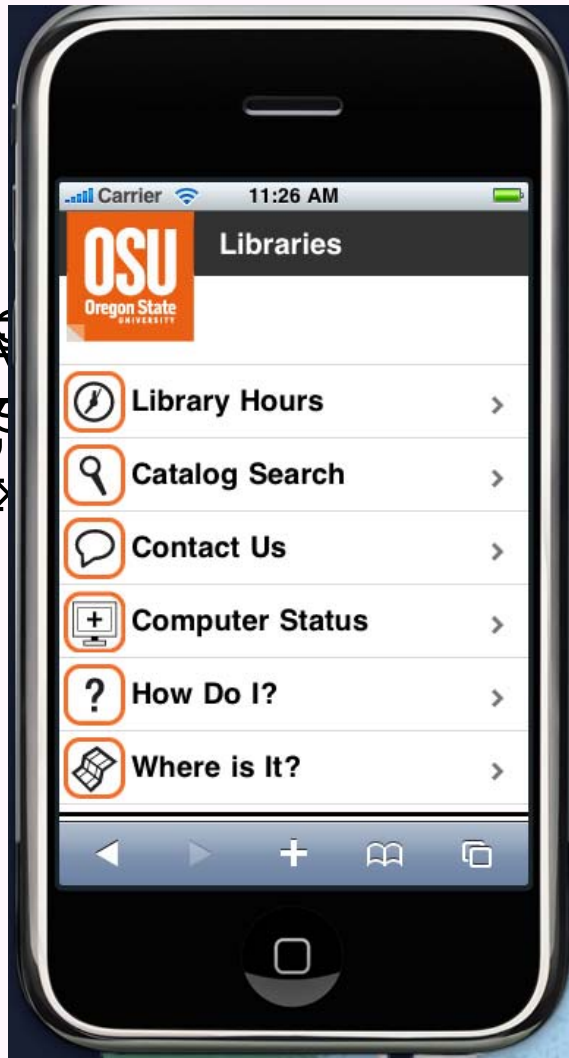 Carrier 11:26 AM
OSU
Oregon State
UNIVERSITY
Libraries
Library Hours
Catalog Search
Contact Us
Computer Status
How Do I?
Where is It?